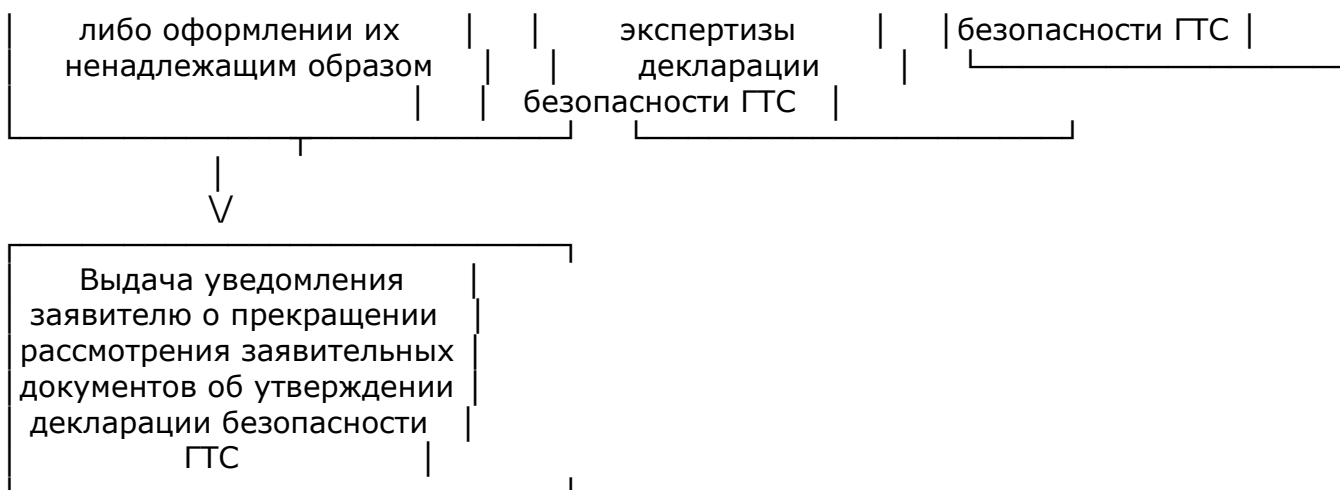 либо оформлении их экспертизы безопасности ГТС
ненадлежащим образом декларации
безопасности ГТС
Выдача уведомления
заявителю о прекращении
рассмотрения заявительных
документов об утверждении
декларации безопасности
ГТС